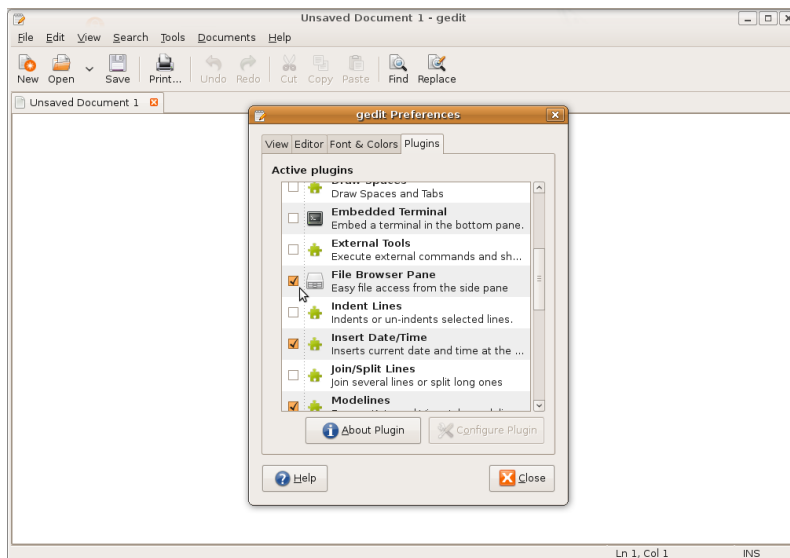 Unsaved Document 1 - gedit
File Edit View Search Tools Documents Help
New Open Save Print... Undo Redo Cut Copy Paste Find Replace
Unsaved Document 1
gedit Preferences
View Editor Font & Colors Plugins
Active plugins
Draw Spaces
Draw Spaces and Tabs
Embedded Terminal
Embed a terminal in the bottom pane.
External Tools
Execute external commands and sh...
File Browser Pane
Easy file access from the side pane
Indent Lines
Indents or un-indents selected lines.
Insert Date/Time
Inserts current date and time at the ...
Join/Split Lines
Join several lines or split long ones
Modelines
About Plugin Configure Plugin
Help Close
Ln 1, Col 1 INS